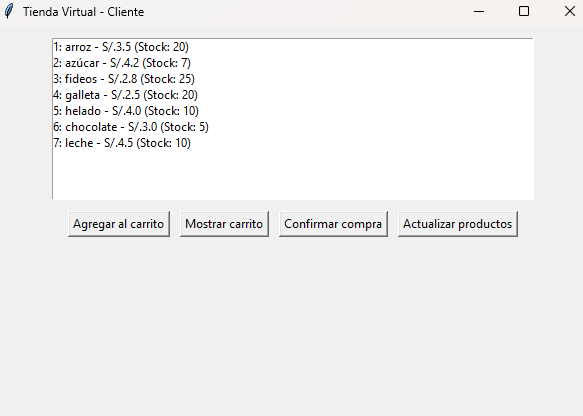 Tienda Virtual - Cliente
1: arroz - S/.3.5 (Stock: 20)
2: azúcar - S/.4.2 (Stock: 7)
3: fideos - S/.2.8 (Stock: 25)
4: galleta - S/.2.5 (Stock: 20)
5: helado - S/.4.0 (Stock: 10)
6: chocolate - S/.3.0 (Stock: 5)
7: leche - S/.4.5 (Stock: 10)
Agregar al carrito Mostrar carrito Confirmar compra Actualizar productos